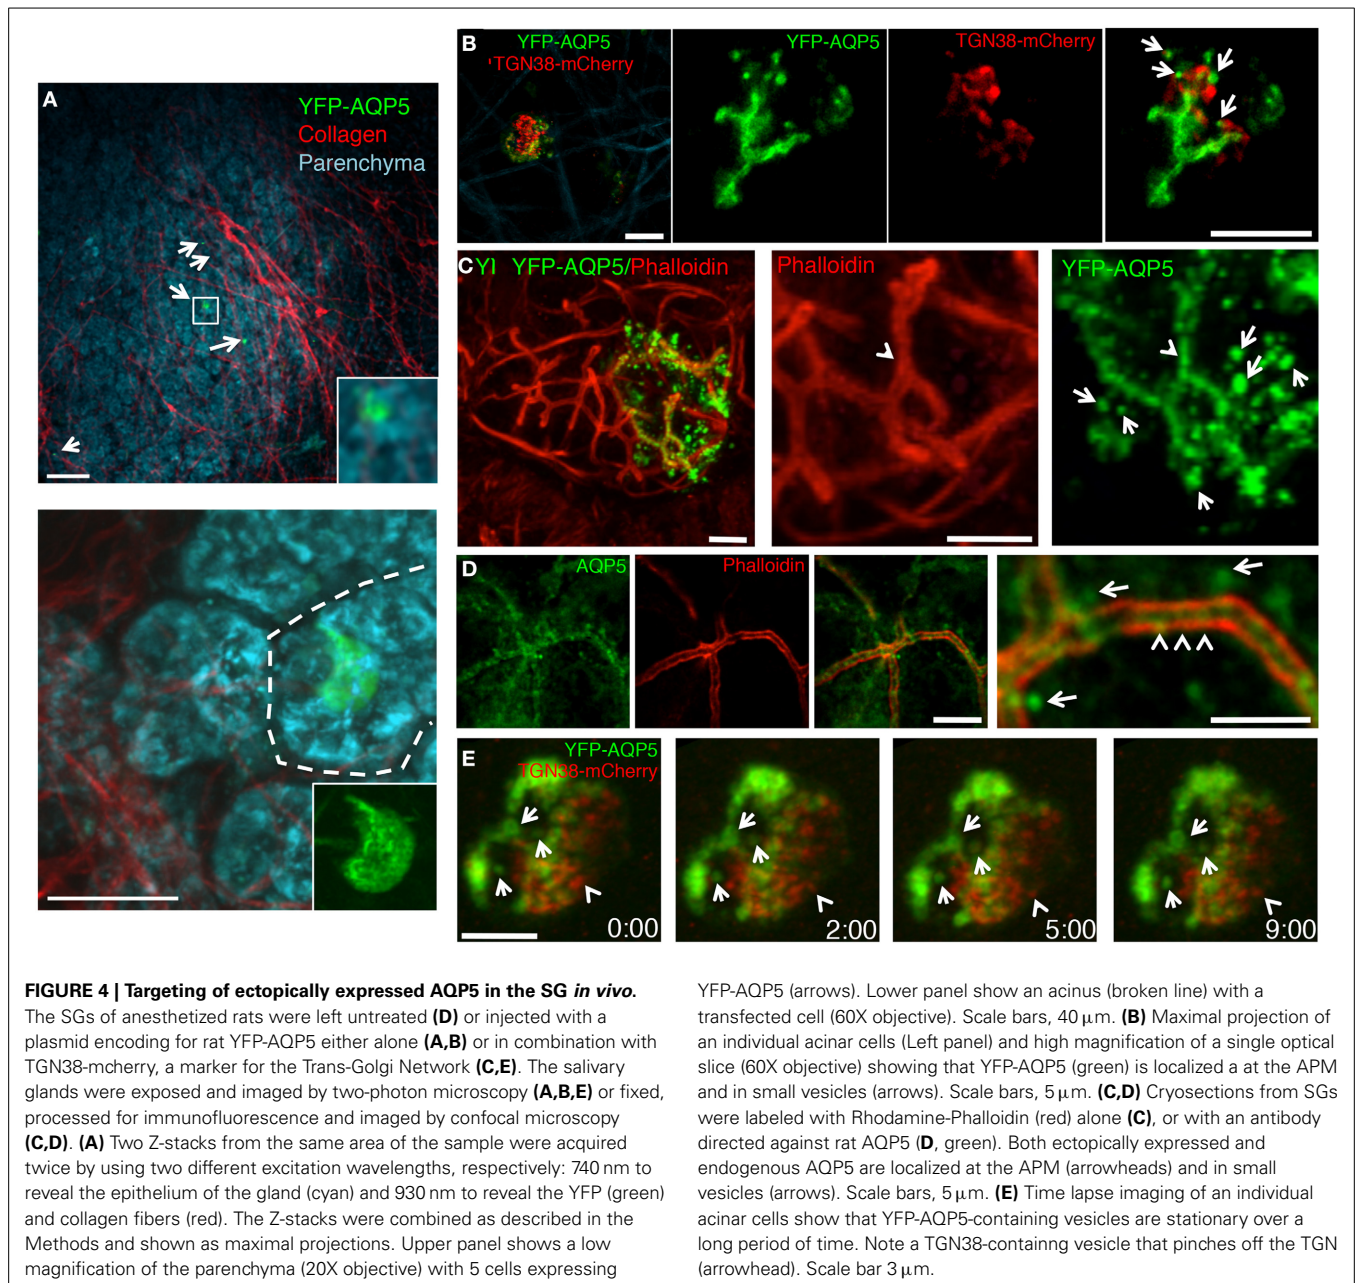 A
YFP-AQP5
Collagen
Parenchyma
B
YFP-AQP5
TGN38-mCherry
YFP-AQP5
TGN38-mCherry
C
YFP-AQP5/Phalloidin
Phalloidin
YFP-AQP5
D
AQP5
Phalloidin
E
YFP-AQP5
TGN38-mCherry
0:00
2:00
5:00
9:00
FIGURE 4 | Targeting of ectopically expressed AQP5 in the SG in vivo.
The SGs of anesthetized rats were left untreated (D) or injected with a
plasmid encoding for rat YFP-AQP5 either alone (A,B) or in combination with
TGN38-mcherry, a marker for the Trans-Golgi Network (C,E). The salivary
glands were exposed and imaged by two-photon microscopy (A,B,E) or fixed,
processed for immunofluorescence and imaged by confocal microscopy
(C,D). (A) Two Z-stacks from the same area of the sample were acquired
twice by using two different excitation wavelengths, respectively: 740 nm to
reveal the epithelium of the gland (cyan) and 930 nm to reveal the YFP (green)
and collagen fibers (red). The Z-stacks were combined as described in the
Methods and shown as maximal projections. Upper panel shows a low
magnification of the parenchyma (20X objective) with 5 cells expressing
YFP-AQP5 (arrows). Lower panel show an acinus (broken line) with a
transfected cell (60X objective). Scale bars, 40 μm. (B) Maximal projection of
an individual acinar cells (Left panel) and high magnification of a single optical
slice (60X objective) showing that YFP-AQP5 (green) is localized a at the APM
and in small vesicles (arrows). Scale bars, 5 μm. (C,D) Cryosections from SGs
were labeled with Rhodamine-Phalloidin (red) alone (C), or with an antibody
directed against rat AQP5 (D, green). Both ectopically expressed and
endogenous AQP5 are localized at the APM (arrowheads) and in small
vesicles (arrows). Scale bars, 5 μm. (E) Time lapse imaging of an individual
acinar cells show that YFP-AQP5-containing vesicles are stationary over a
long period of time. Note a TGN38-containng vesicle that pinches off the TGN
(arrowhead). Scale bar 3 μm.